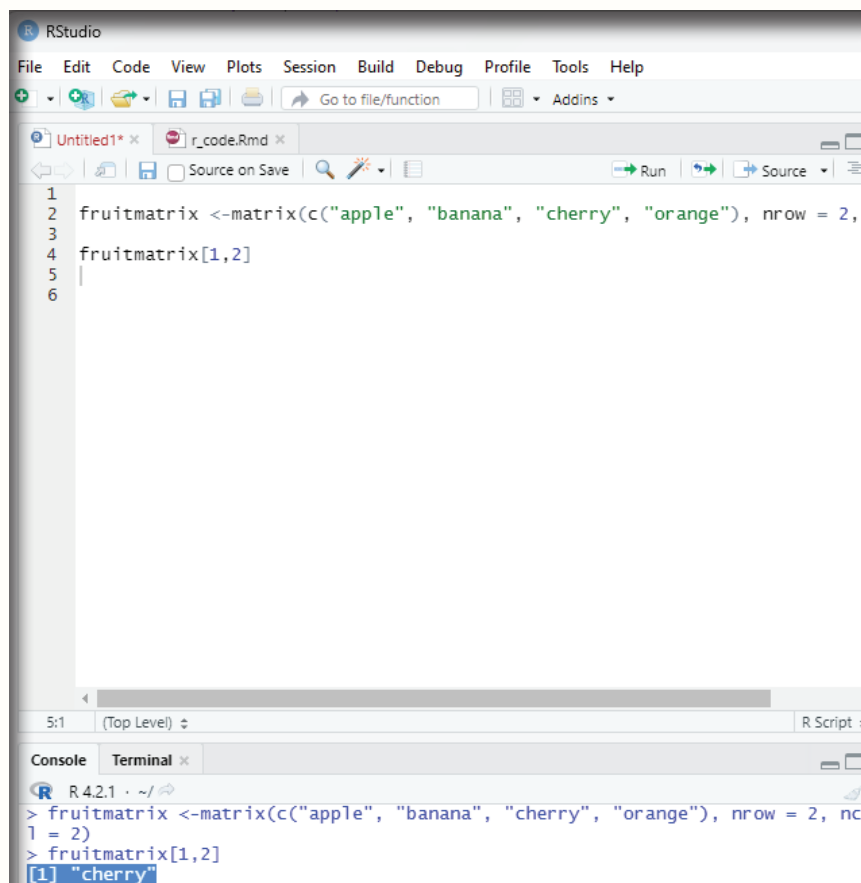 RStudio
File Edit Code View Plots Session Build Debug Profile Tools Help
Go to file/function Addins
Untitled1* r_code.Rmd
Source on Save Run Source
1
2 fruitmatrix <-matrix(c("apple", "banana", "cherry", "orange"), nrow = 2,
3
4 fruitmatrix[1,2]
5
6
5:1 (Top Level) R Script
Console Terminal
R 4.2.1 · ~/
> fruitmatrix <-matrix(c("apple", "banana", "cherry", "orange"), nrow = 2, nc
l = 2)
> fruitmatrix[1,2]
[1] "cherry"